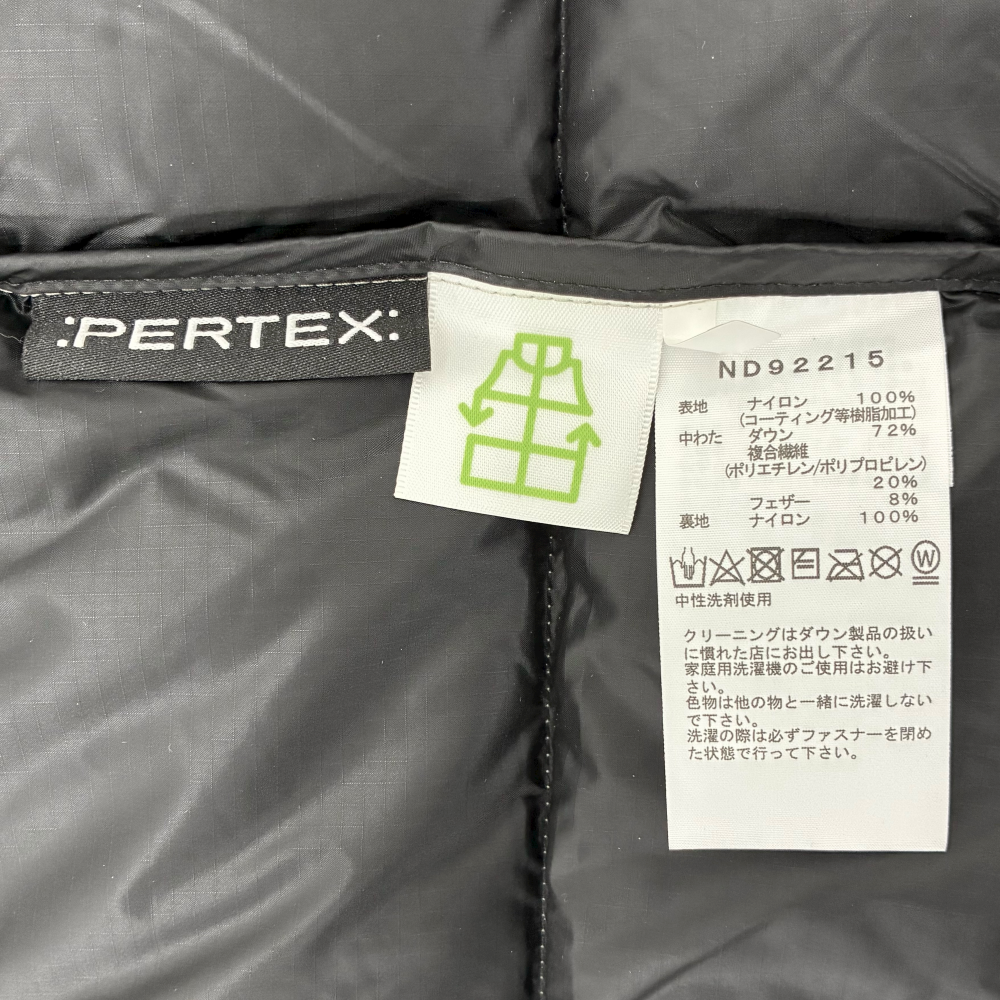 :PERTEX:
ND92215
表地 ナイロン 100%
(コーティング等樹脂加工)
中わた ダウン 72%
複合繊維
(ポリエチレン/ポリプロピレン)
20%
フェザー 8%
裏地 ナイロン 100%
W
中性洗剤使用
クリーニングはダウン製品の扱い
に慣れた店にお出し下さい。
家庭用洗濯機のご使用はお避け下
さい。
色物は他の物と一緒に洗濯しない
で下さい。
洗濯の際は必ずファスナーを閉め
た状態で行って下さい。